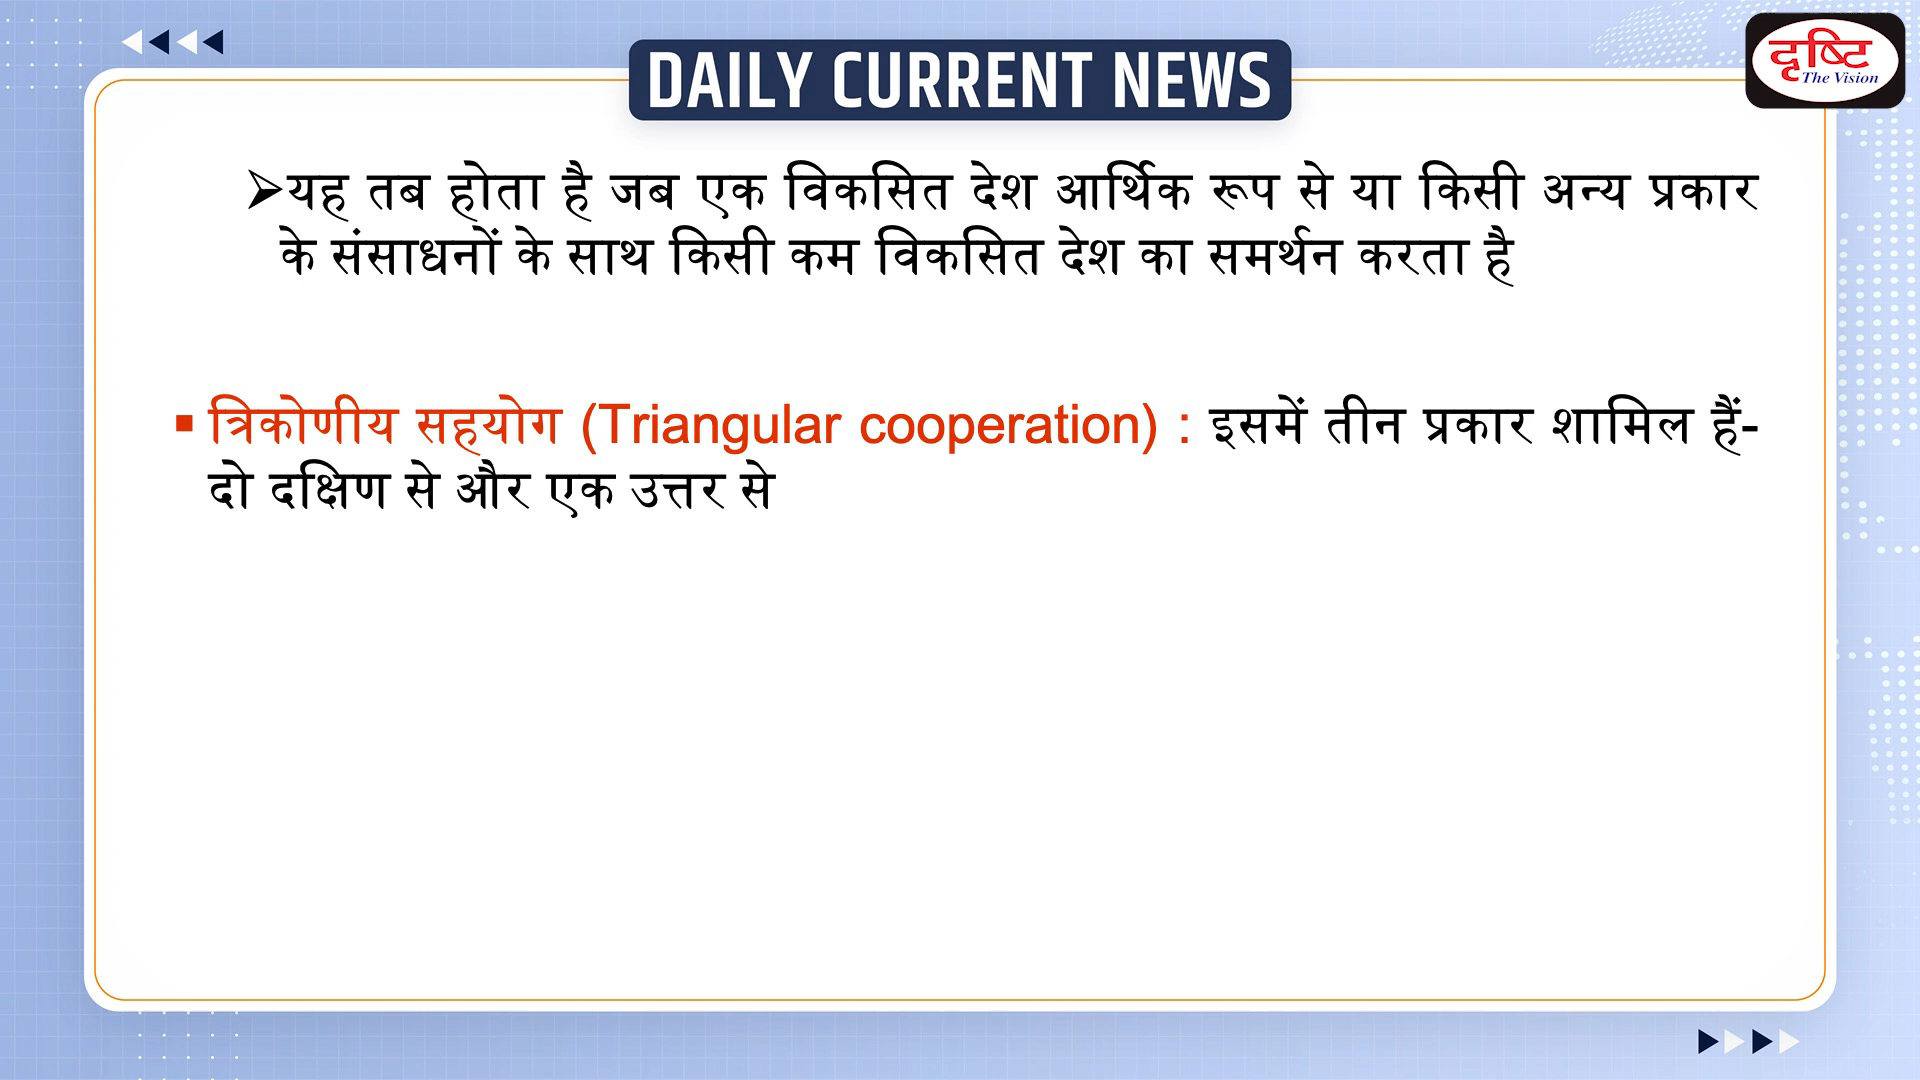 DAILY CURRENT NEWS
दृष्टि
The Vision
➢यह तब होता है जब एक विकसित देश आर्थिक रूप से या किसी अन्य प्रकार
के संसाधनों के साथ किसी कम विकसित देश का समर्थन करता है
▪ त्रिकोणीय सहयोग (Triangular cooperation) : इसमें तीन प्रकार शामिल हैं-
दो दक्षिण से और एक उत्तर से